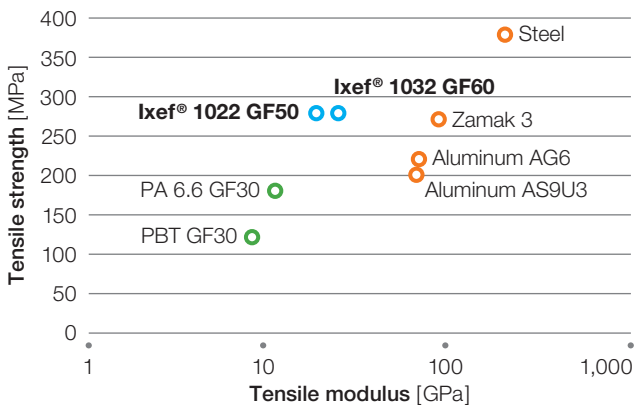 400
350
300
250
200
150
100
50
0
Tensile strength [MPa]
Steel
Ixef® 1032 GF60
Ixef® 1022 GF50
Zamak 3
Aluminum AG6
PA 6.6 GF30
Aluminum AS9U3
PBT GF30
1
10
100
1,000
Tensile modulus [GPa]